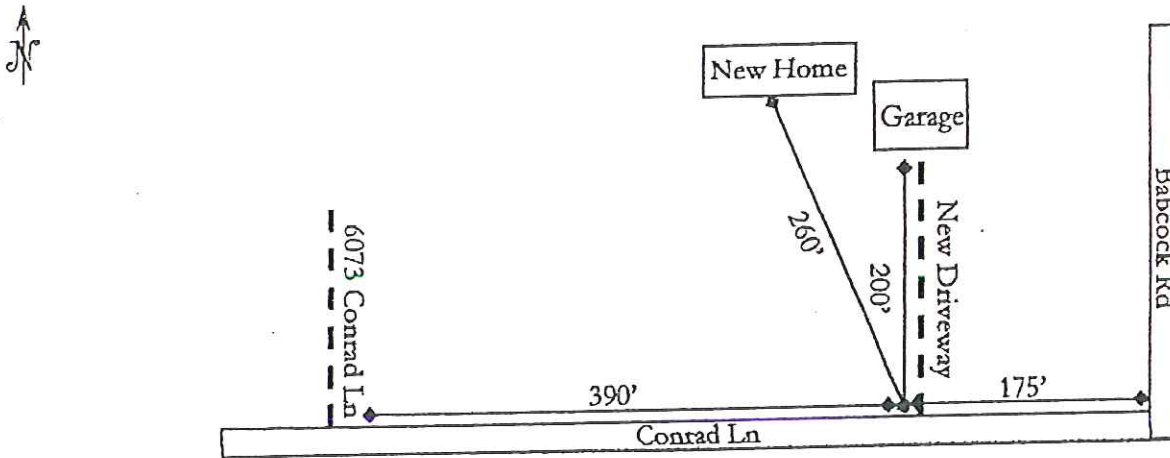 N
New Home
Garage
Babcock Rd
260'
200'
New Driveway
6073 Conrad Ln
390'
175'
Conrad Ln